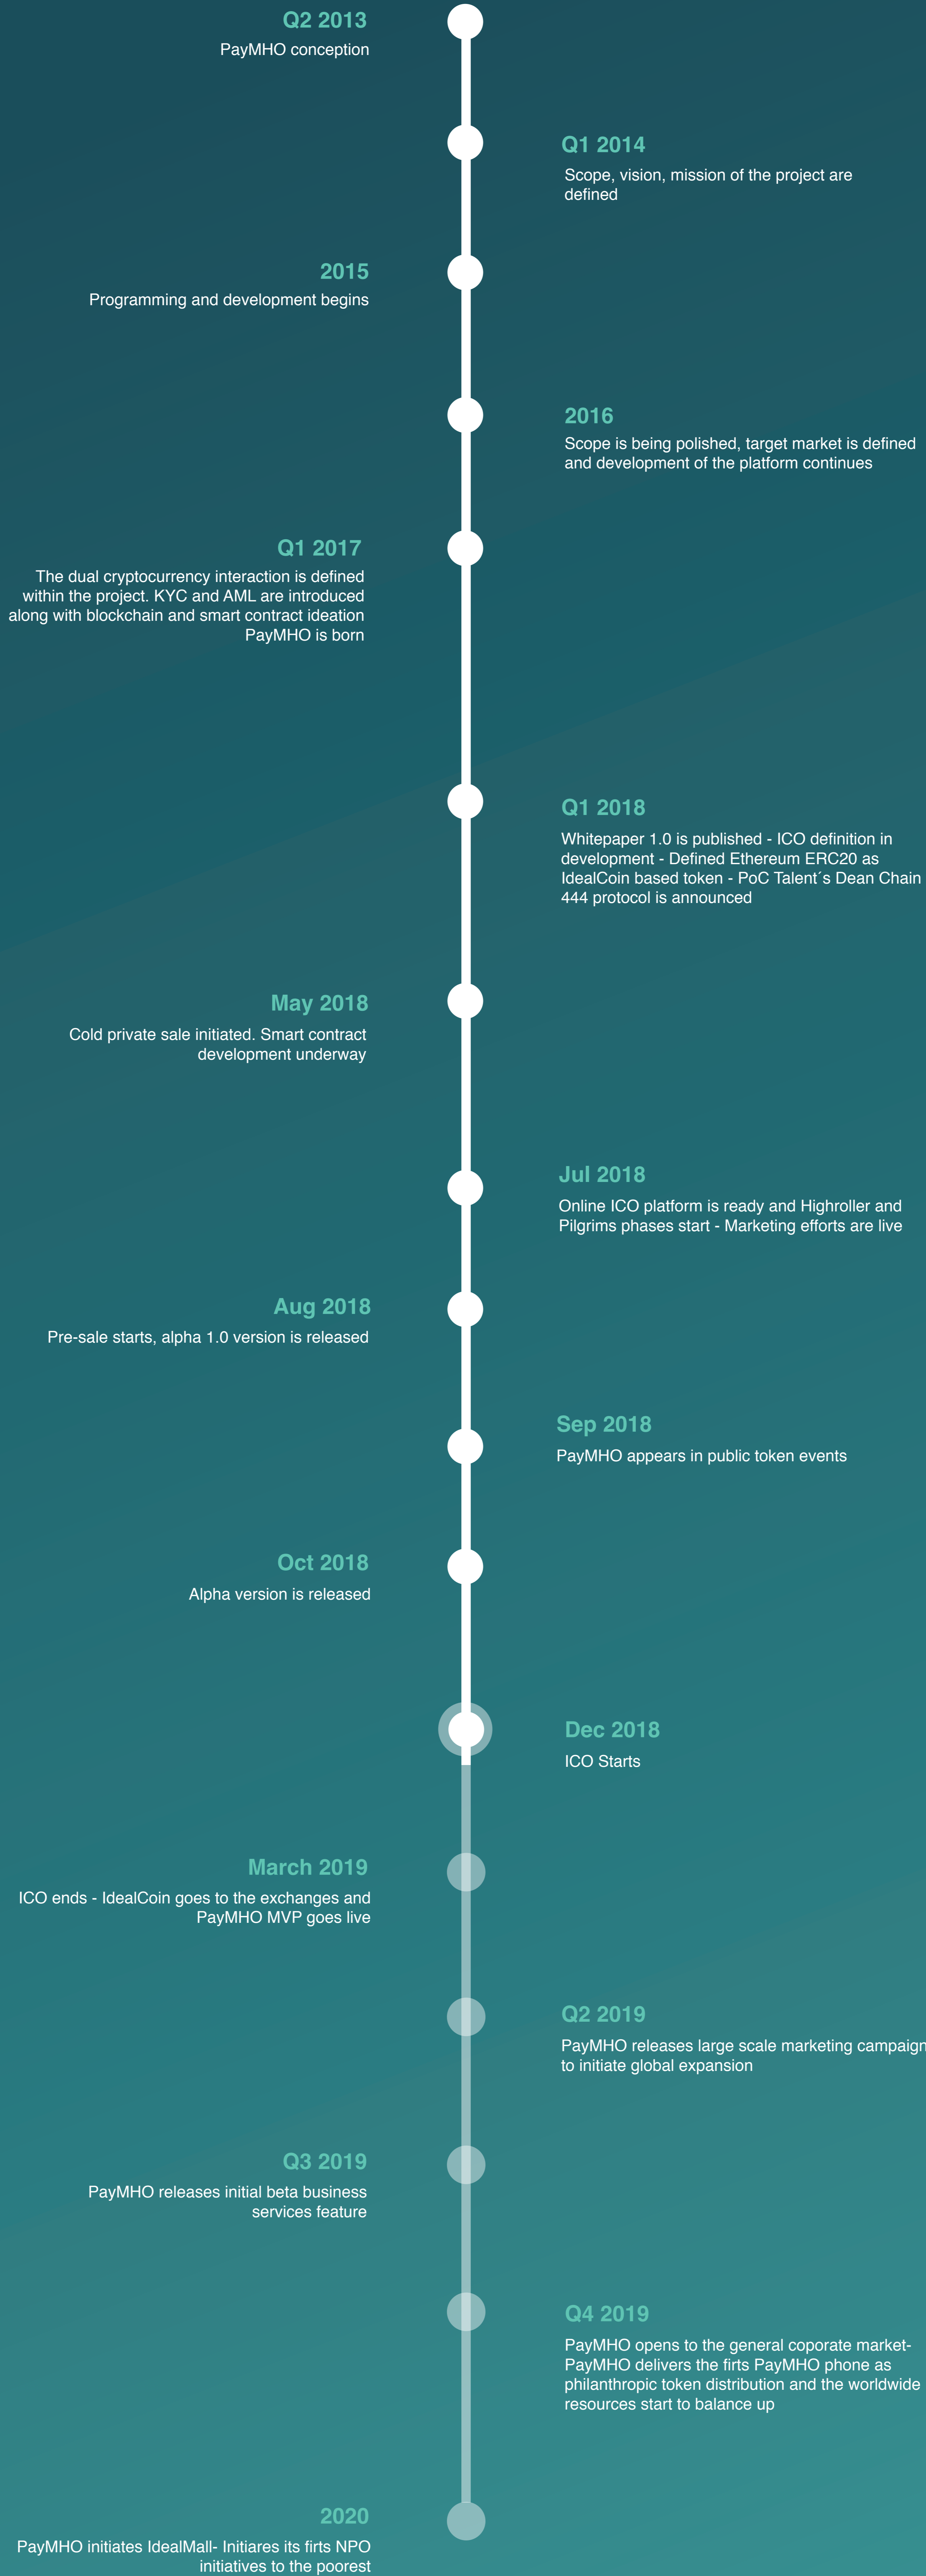 Q2 2013
PayMHO conception
Q1 2014
Scope, vision, mission of the project are
defined
2015
Programming and development begins
2016
Scope is being polished, target market is defined
and development of the platform continues
Q1 2017
The dual cryptocurrency interaction is defined
within the project. KYC and AML are introduced
along with blockchain and smart contract ideation
PayMHO is born
Q1 2018
Whitepaper 1.0 is published - ICO definition in
development - Defined Ethereum ERC20 as
IdealCoin based token - PoC Talent´s Dean Chain
444 protocol is announced
May 2018
Cold private sale initiated. Smart contract
development underway
Jul 2018
Online ICO platform is ready and Highroller and
Pilgrims phases start - Marketing efforts are live
Aug 2018
Pre-sale starts, alpha 1.0 version is released
Sep 2018
PayMHO appears in public token events
Oct 2018
Alpha version is released
Dec 2018
ICO Starts
March 2019
ICO ends - IdealCoin goes to the exchanges and
PayMHO MVP goes live
Q2 2019
PayMHO releases large scale marketing campaign
to initiate global expansion
Q3 2019
PayMHO releases initial beta business
services feature
Q4 2019
PayMHO opens to the general coporate market-
PayMHO delivers the firts PayMHO phone as
philanthropic token distribution and the worldwide
resources start to balance up
2020
PayMHO initiates IdealMall- Initiares its firts NPO
initiatives to the poorest